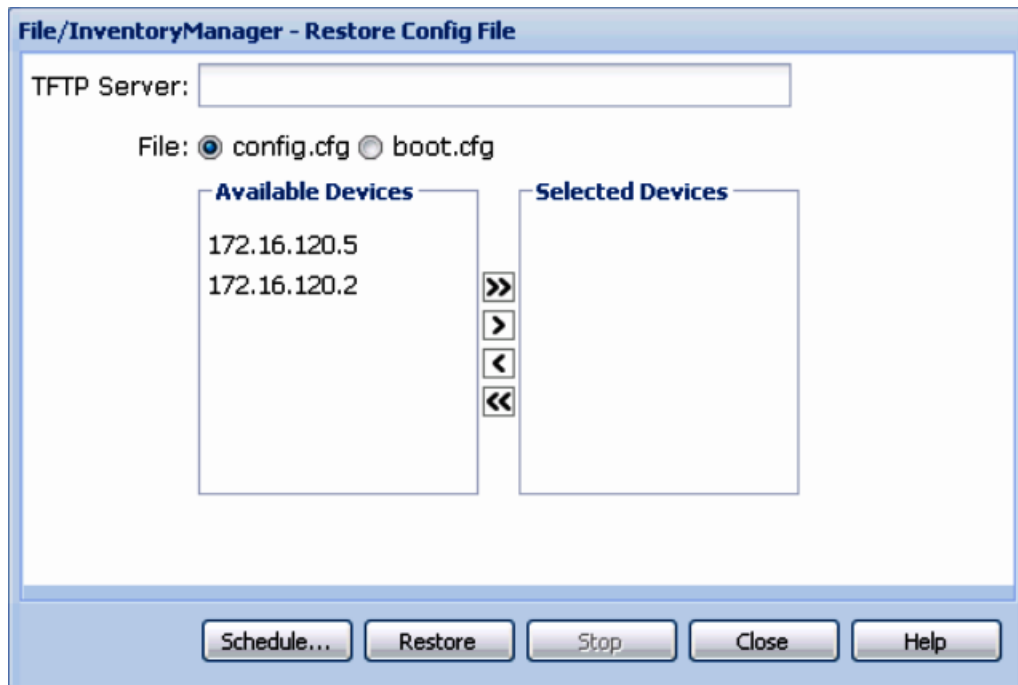 File/InventoryManager - Restore Config File
TFTP Server:
File: config.cfg boot.cfg
Available Devices
Selected Devices
172.16.120.5
172.16.120.2
>>
>
<
<<
Schedule... Restore Stop Close Help